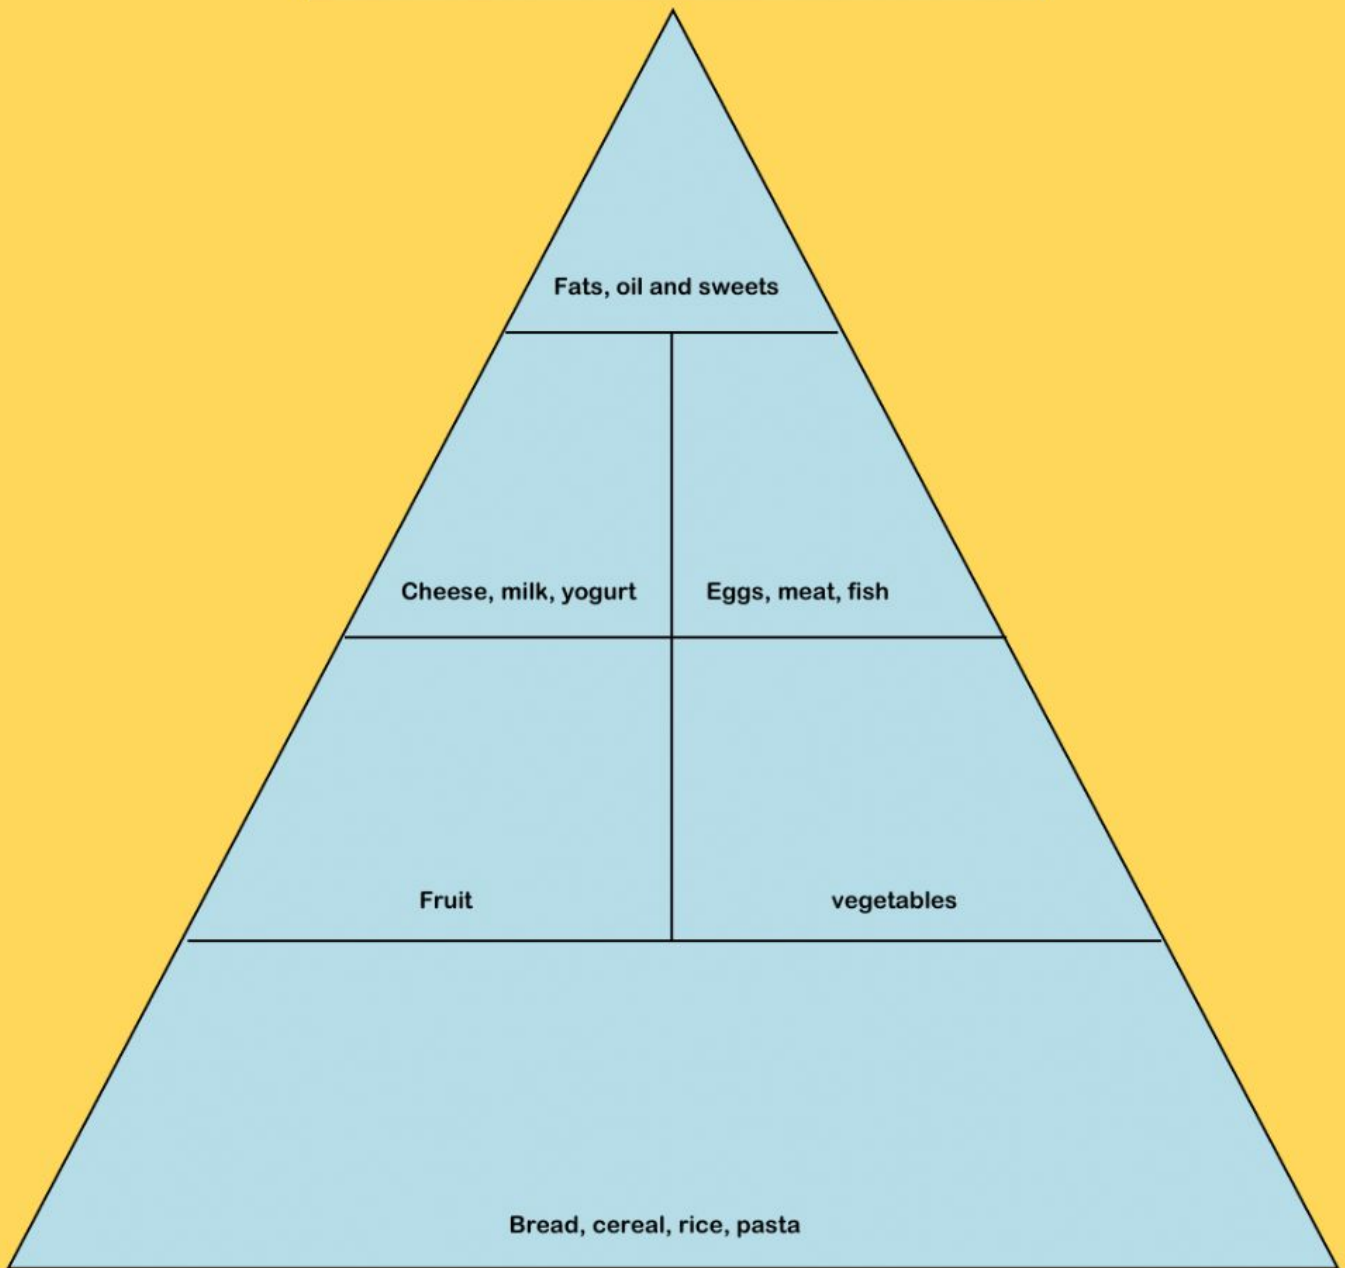 Fats, oil and sweets
Cheese, milk, yogurt
Eggs, meat, fish
Fruit
vegetables
Bread, cereal, rice, pasta